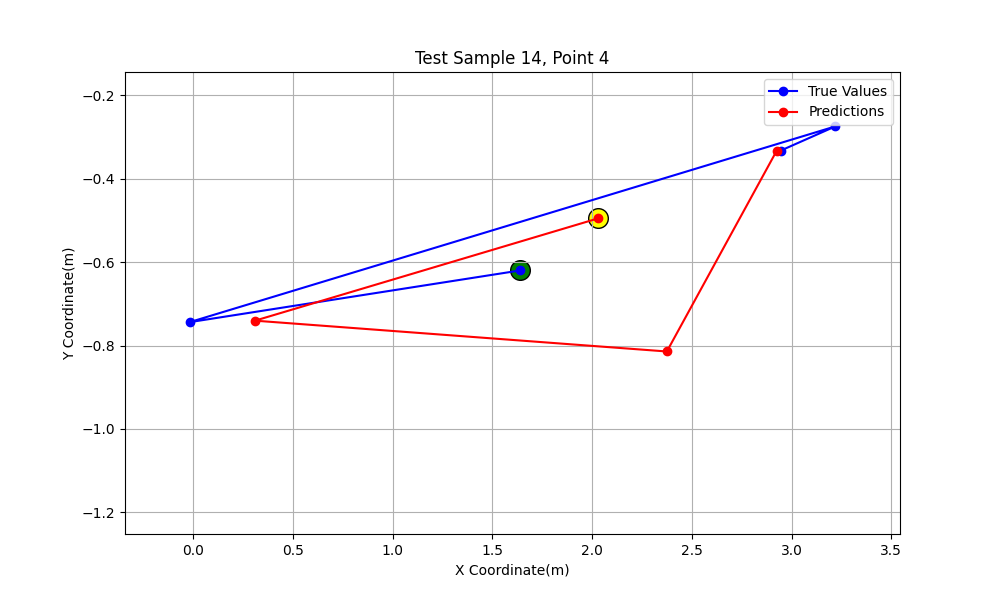 Test Sample 14, Point 4
True Values
Predictions
−0.2
−0.4
−0.6
−0.8
−1.0
−1.2
Y Coordinate(m)
0.0 0.5 1.0 1.5 2.0 2.5 3.0 3.5
X Coordinate(m)